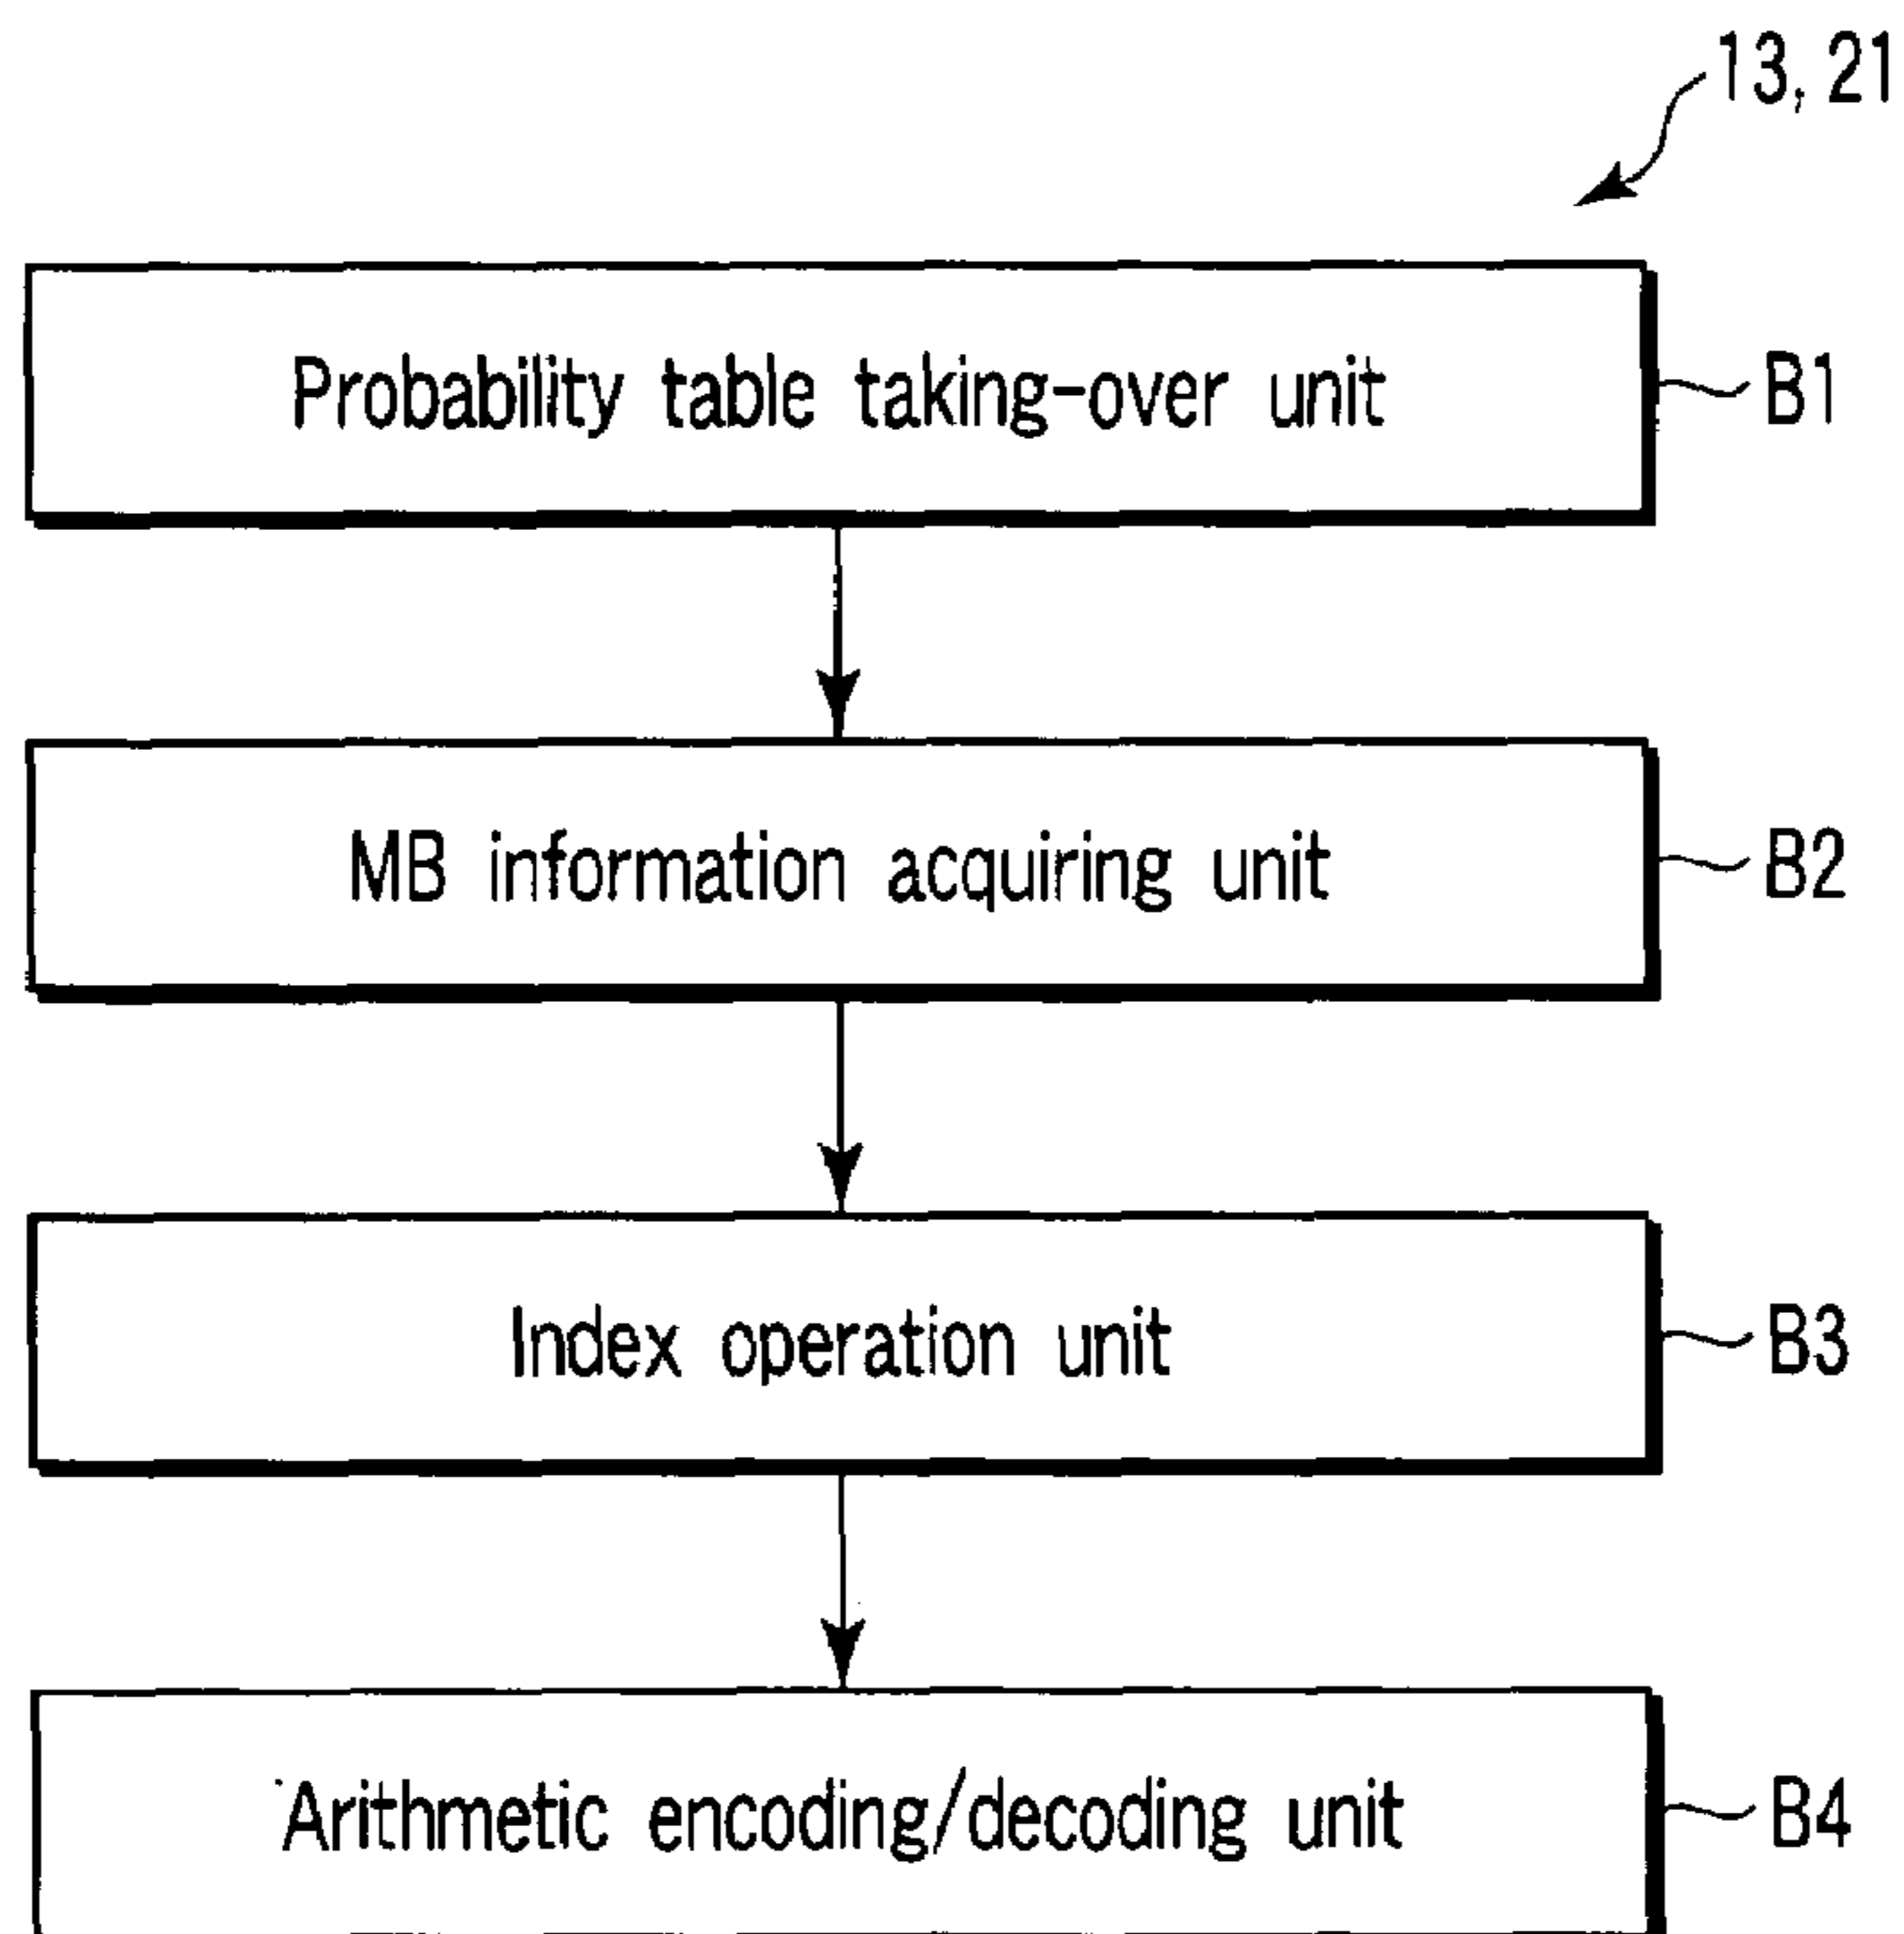 13, 21
Probability table taking-over unit
B1
MB information acquiring unit
B2
Index operation unit
B3
Arithmetic encoding/decoding unit
B4